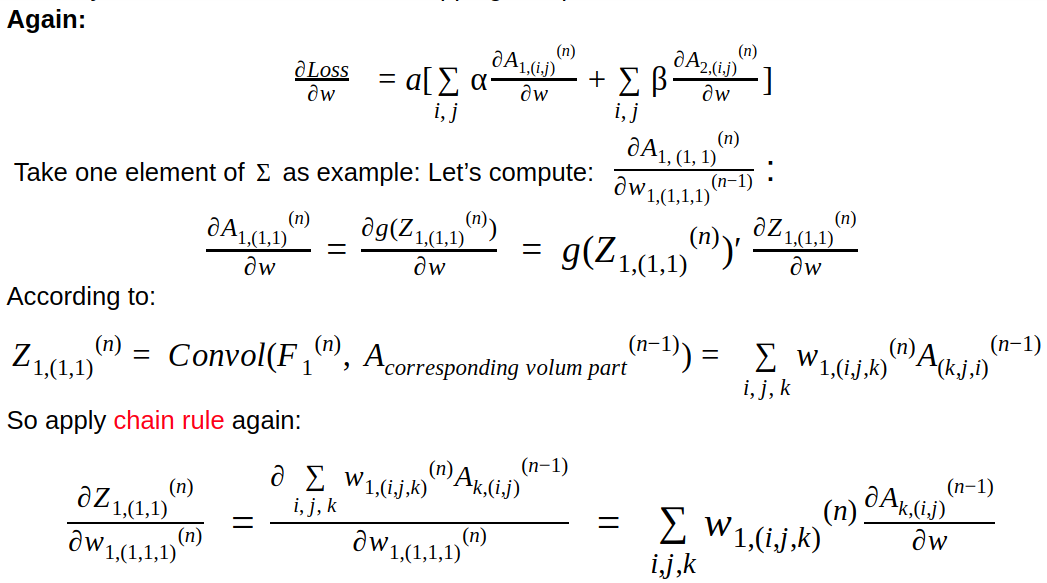 Again:
∂Loss/∂w = a[∑_{i, j} α ∂A_{1,(i,j)}^{(n)}/∂w + ∑_{i, j} β ∂A_{2,(i,j)}^{(n)}/∂w ]
Take one element of Σ as example: Let’s compute: ∂A_{1, (1, 1)}^{(n)}/∂w_{1,(1,1,1)}^{(n−1)} :
∂A_{1,(1,1)}^{(n)}/∂w = ∂g(Z_{1,(1,1)}^{(n)})/∂w = g(Z_{1,(1,1)}^{(n)})′ ∂Z_{1,(1,1)}^{(n)}/∂w
According to:
Z_{1,(1,1)}^{(n)} = Convol(F_1^{(n)}, A_{corresponding volum part}^{(n−1)}) = ∑_{i, j, k} w_{1,(i,j,k)}^{(n)} A_{(k,j,i)}^{(n−1)}
So apply chain rule again:
∂Z_{1,(1,1)}^{(n)}/∂w_{1,(1,1,1)}^{(n)} = ∂ ∑_{i, j, k} w_{1,(i,j,k)}^{(n)} A_{k,(i,j)}^{(n−1)}/∂w_{1,(1,1,1)}^{(n)} = ∑_{i,j,k} w_{1,(i,j,k)}^{(n)} ∂A_{k,(i,j)}^{(n−1)}/∂w